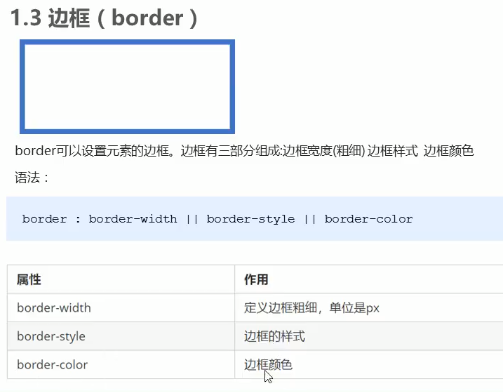 1.3 边框（border）
border可以设置元素的边框。边框有三部分组成:边框宽度(粗细) 边框样式 边框颜色
语法：
border : border-width || border-style || border-color
属性 作用
border-width 定义边框粗细，单位是px
border-style 边框的样式
border-color 边框颜色